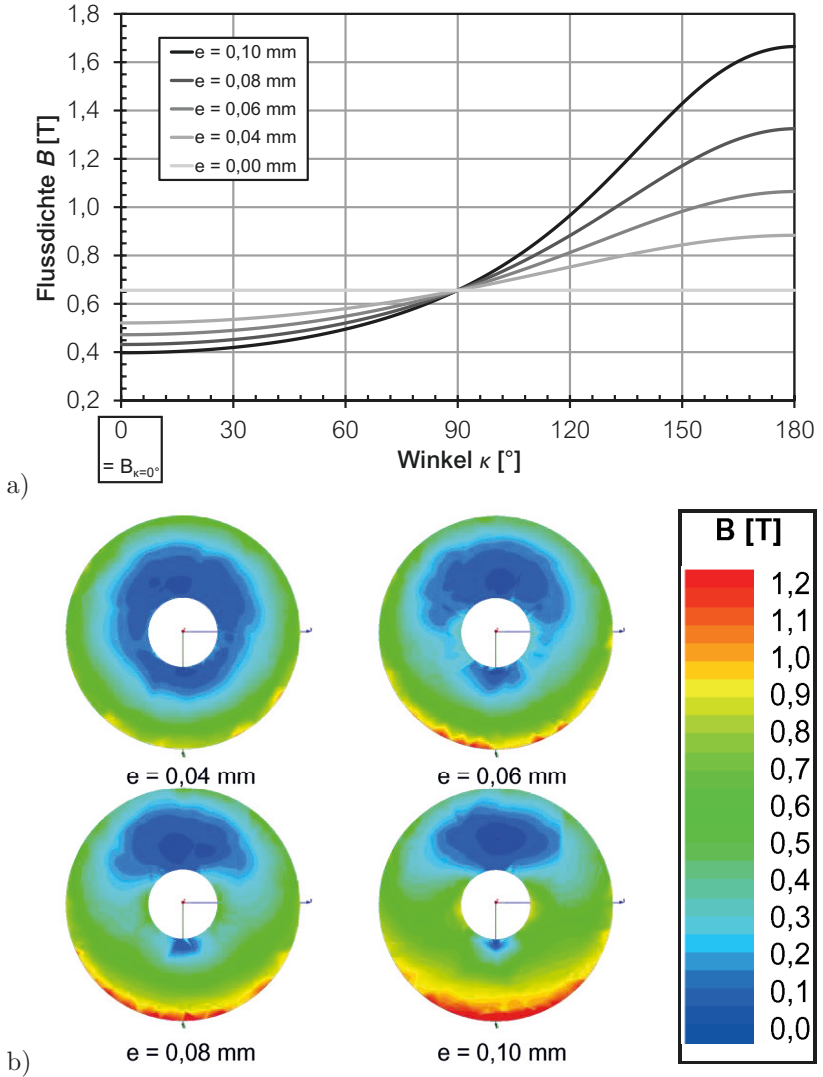 1,8
1,6
1,4
1,2
1,0
0,8
0,6
0,4
0,2
Flussdichte B [T]
e = 0,10 mm
e = 0,08 mm
e = 0,06 mm
e = 0,04 mm
e = 0,00 mm
0 30 60 90 120 150 180
= Bκ=0°
Winkel κ [°]
a)
e = 0,04 mm
e = 0,06 mm
e = 0,08 mm
e = 0,10 mm
B [T]
1,2
1,1
1,0
0,9
0,8
0,7
0,6
0,5
0,4
0,3
0,2
0,1
0,0
b)